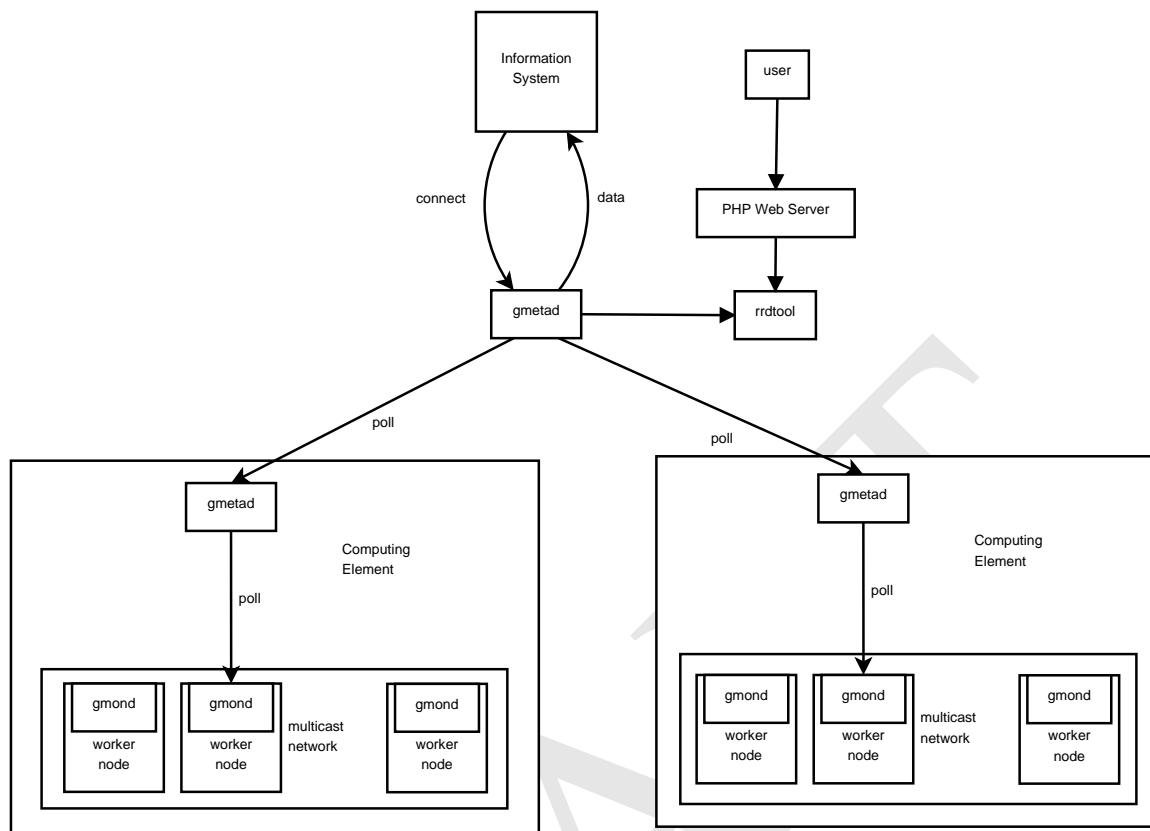 Information
System
user
connect
data
PHP Web Server
gmetad
rrdtool
poll
poll
gmetad
Computing
Element
poll
gmond
gmond
gmond
worker
node
worker
node
multicast
network
worker
node
gmetad
Computing
Element
poll
gmond
gmond
gmond
worker
node
worker
node
multicast
network
worker
node